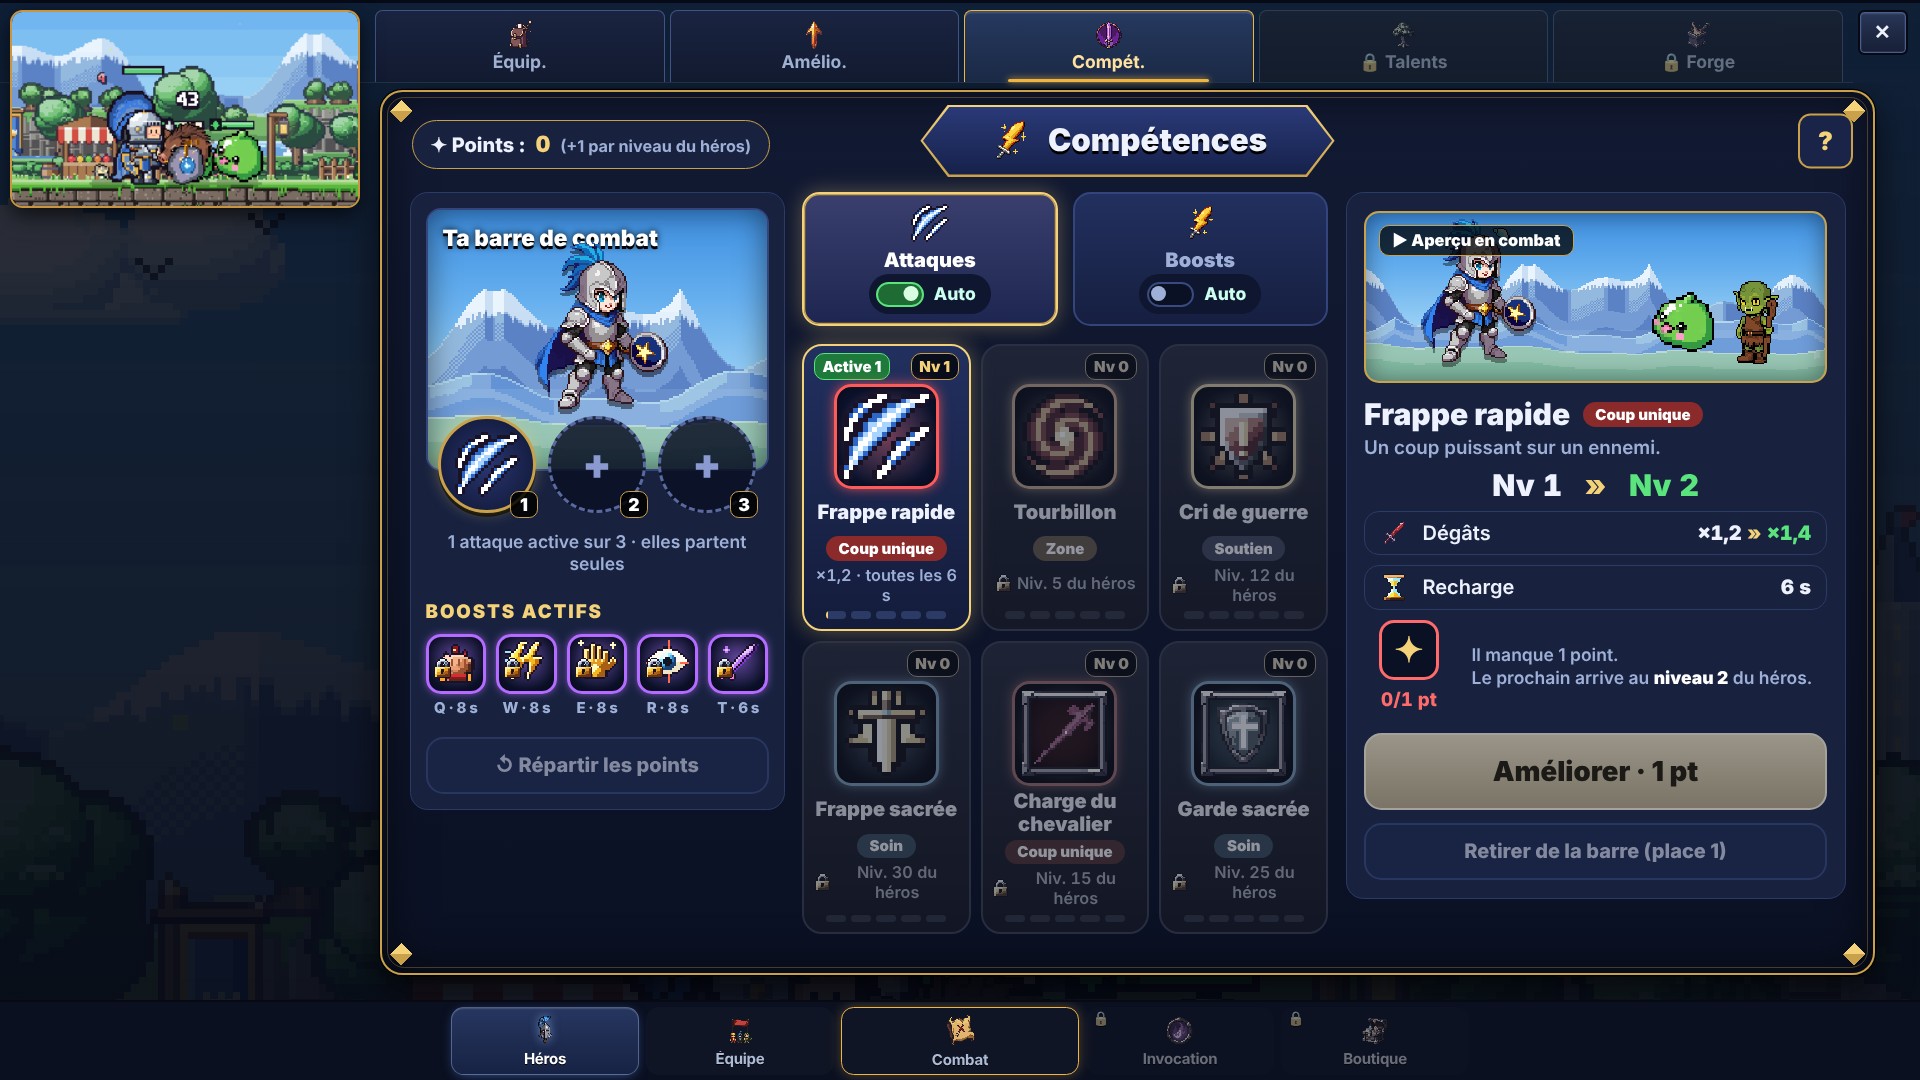 Équip.
Amélio.
Compét.
Talents
Forge
×
43
✦ Points : 0 (+1 par niveau du héros)
Compétences
?
Ta barre de combat
1
2
3
1 attaque active sur 3 · elles partent
seules
BOOSTS ACTIFS
Q·8s
W·8s
E·8s
R·8s
T·6s
Répartir les points
Attaques
Auto
Boosts
Auto
Active 1
Nv 1
Frappe rapide
Coup unique
×1,2 · toutes les 6
s
Nv 0
Tourbillon
Zone
Niv. 5 du héros
Nv 0
Cri de guerre
Soutien
Niv. 12 du
héros
Nv 0
Frappe sacrée
Soin
Niv. 30 du
héros
Nv 0
Charge du
chevalier
Coup unique
Niv. 15 du
héros
Nv 0
Garde sacrée
Soin
Niv. 25 du
héros
▶ Aperçu en combat
Frappe rapide
Coup unique
Un coup puissant sur un ennemi.
Nv 1 » Nv 2
Dégâts ×1,2 » ×1,4
Recharge 6 s
0/1 pt
Il manque 1 point.
Le prochain arrive au niveau 2 du héros.
Améliorer · 1 pt
Retirer de la barre (place 1)
Héros
Équipe
Combat
Invocation
Boutique